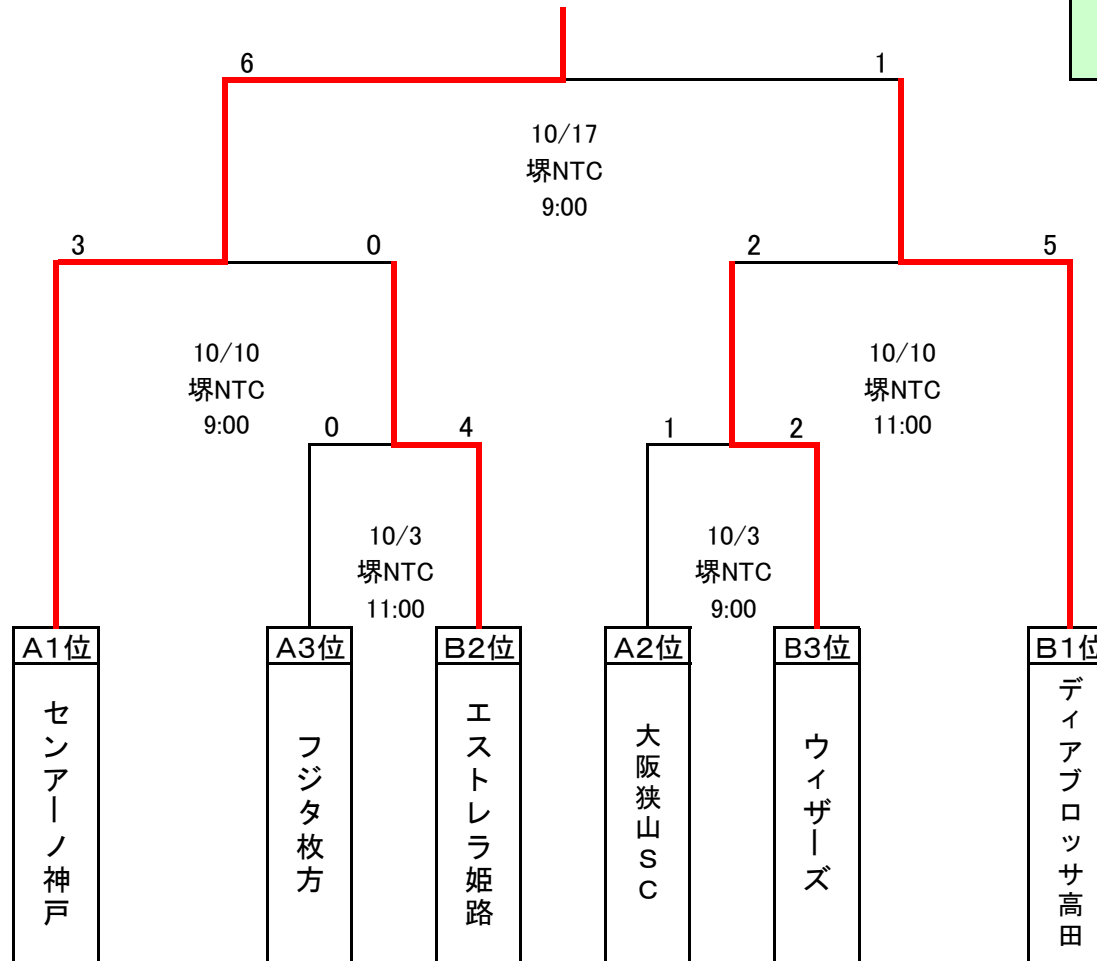 6
1
10/17
堺NTC
9:00
3
0
2
5
10/10
堺NTC
9:00
10/10
堺NTC
11:00
0
4
1
2
10/3
堺NTC
11:00
10/3
堺NTC
9:00
A1位
A3位
B2位
A2位
B3位
B1位
センアーノ神戸
フジタ枚方
エストレラ姫路
大阪狭山SC
ウィザーズ
ディアブロッサ高田